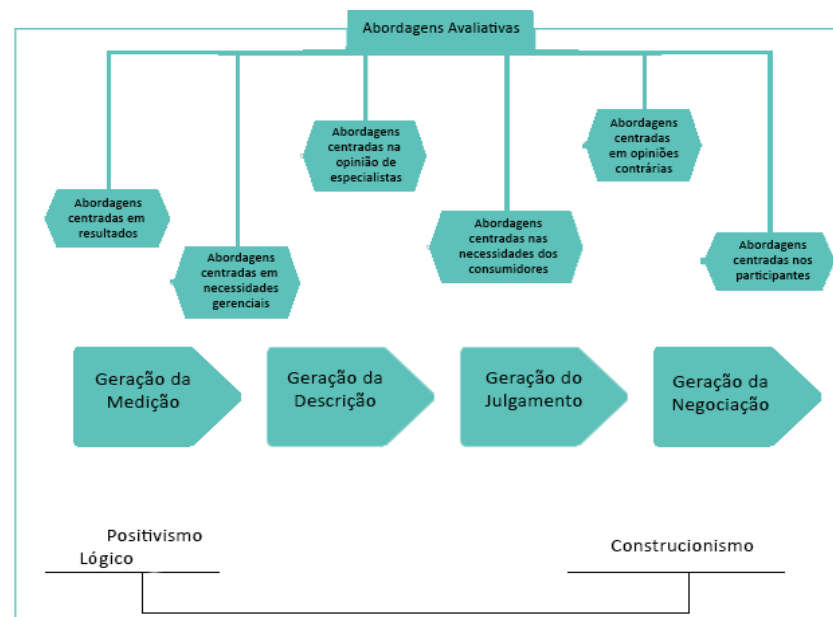 Abordagens Avaliativas
Abordagens
centradas em
resultados
Abordagens
centradas em
necessidades
gerenciais
Abordagens
centradas na
opinião de
especialistas
Abordagens
centradas nas
necessidades dos
consumidores
Abordagens
centradas
em opiniões
contrárias
Abordagens
centradas nos
participantes
Geração da
Medição
Geração da
Descrição
Geração do
Julgamento
Geração da
Negociação
Positivismo
Lógico
Construcionismo